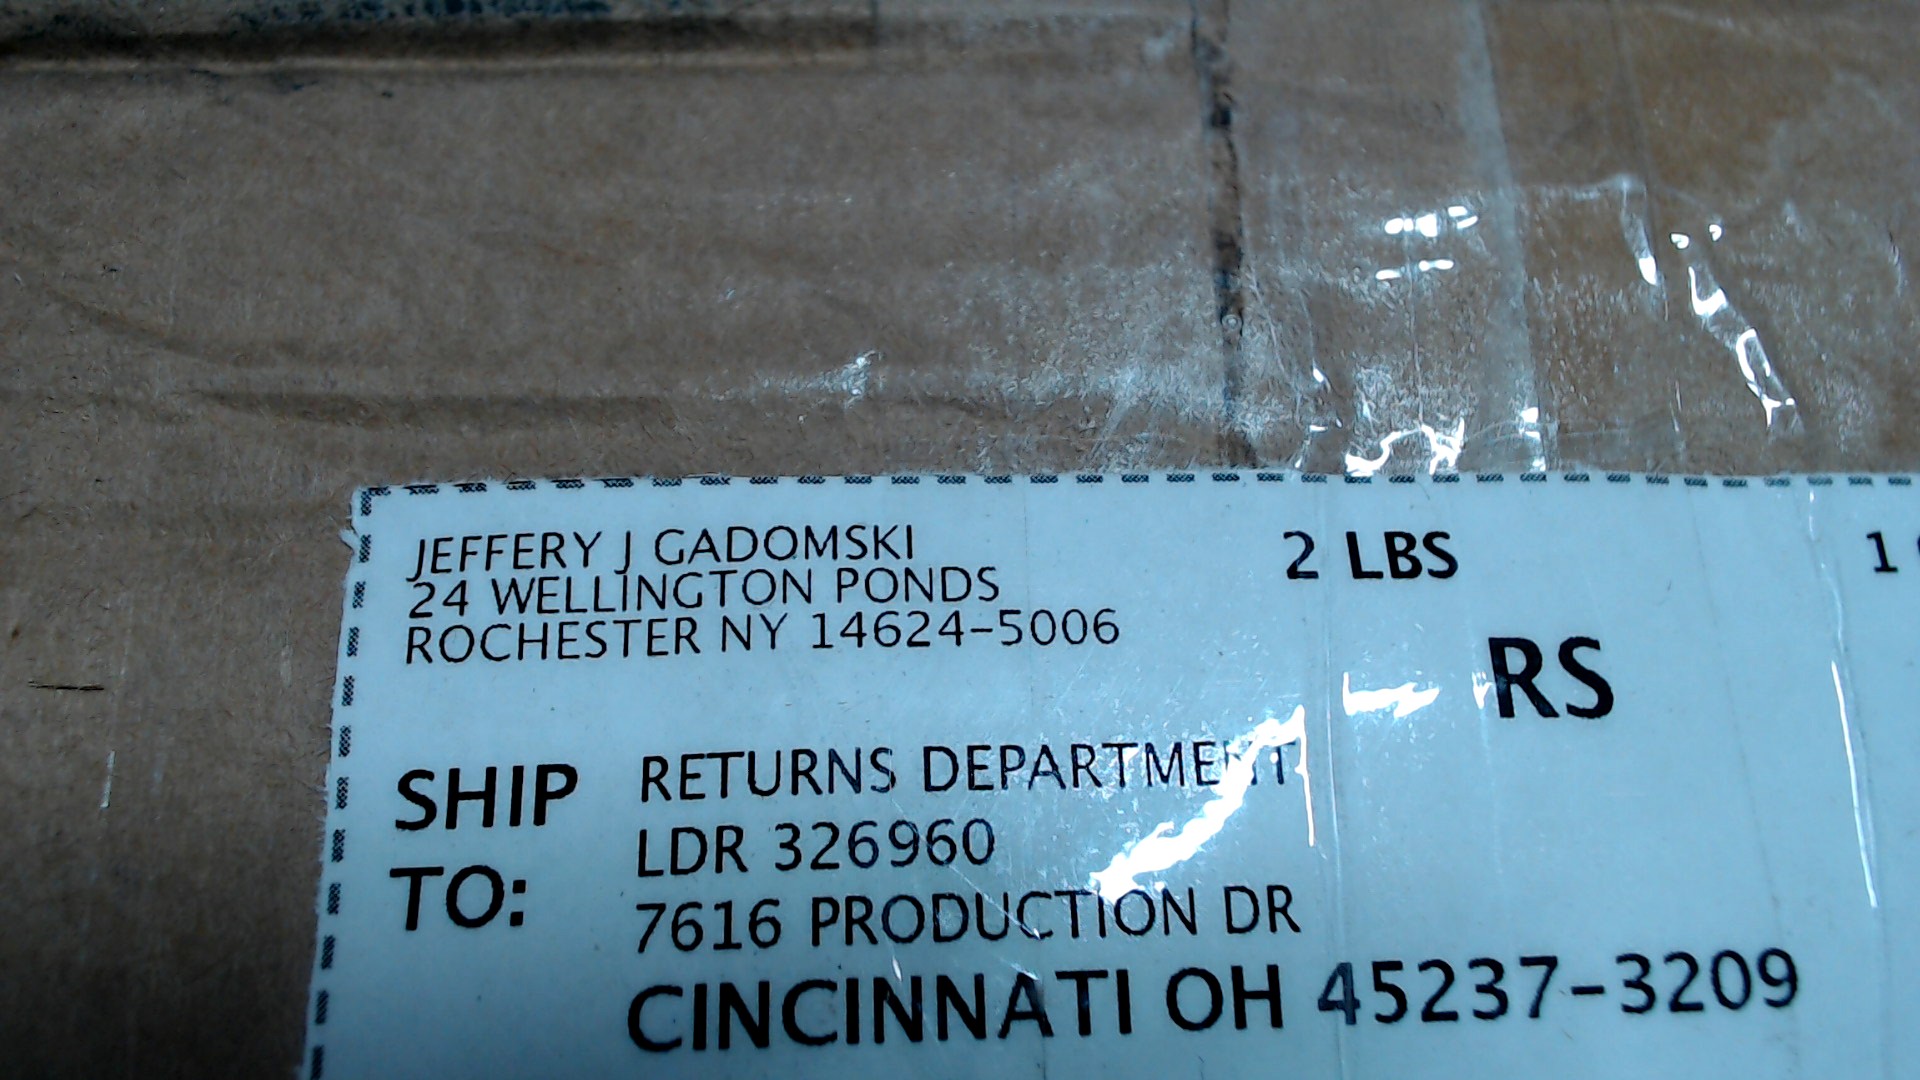 JEFFERY J GADOMSKI
24 WELLINGTON PONDS
ROCHESTER NY 14624-5006
2 LBS
1
RS
SHIP TO:
RETURNS DEPARTMENT
LDR 326960
7616 PRODUCTION DR
CINCINNATI OH 45237-3209